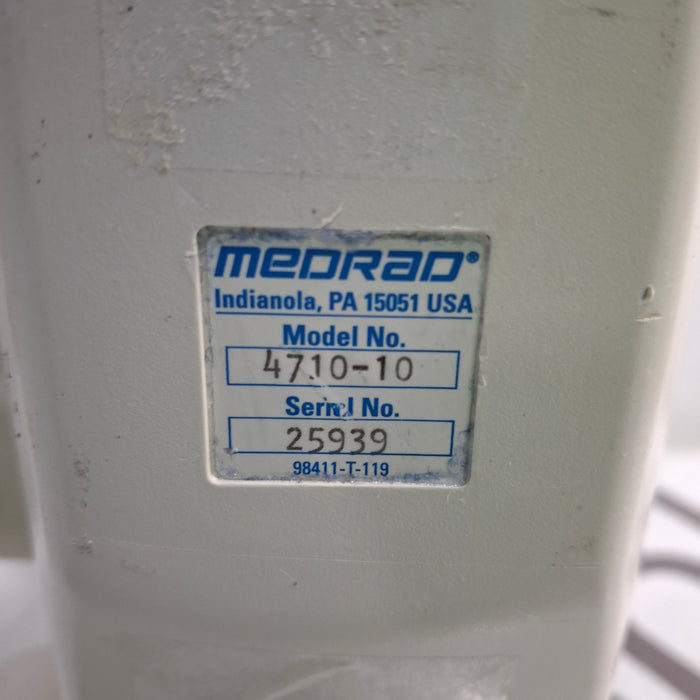 MEDRAD®
Indianola, PA 15051 USA
Model No.
4710-10
Serial No.
25939
98411-T-119